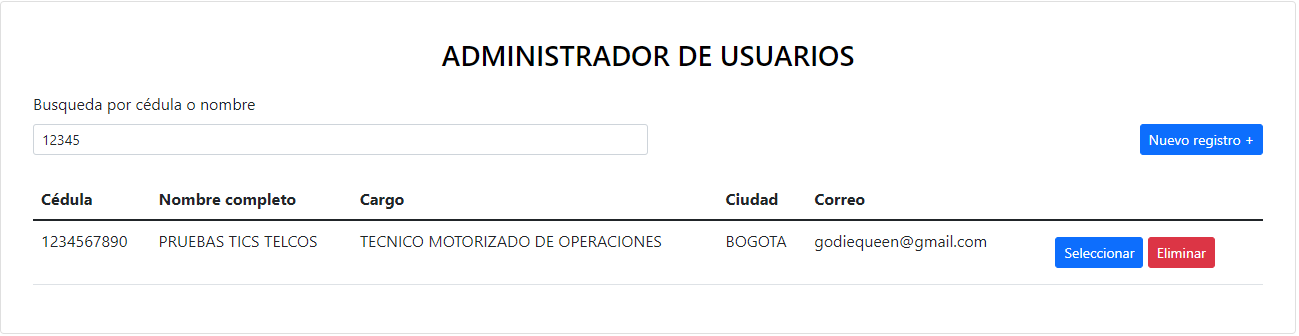 ADMINISTRADOR DE USUARIOS
Busqueda por cédula o nombre
12345
Nuevo registro +
Cédula Nombre completo Cargo Ciudad Correo
1234567890 PRUEBAS TICS TELCOS TECNICO MOTORIZADO DE OPERACIONES BOGOTA godiequeen@gmail.com Seleccionar Eliminar